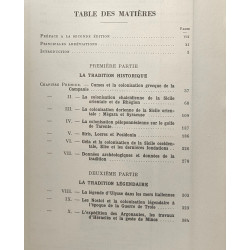 TABLE DES MATIÈRES
Pages
PRÉFACE A LA SECONDE ÉDITION
PRINCIPALES ABRÉVIATIONS
INTRODUCTION
PREMIÈRE PARTIE
LA TRADITION HISTORIQUE
CHAPITRE PREMIER. — Cumes et la colonisation grecque de la
Campanie
— II. — La colonisation chalcidienne de la Sicile
orientale et de Rhégion
— III. — La colonisation dorienne de la Sicile orientale : Mégara et Syracuse
— IV. — La colonisation péloponnésienne sur le golfe
de Tarente
— V. — Siris, Locres et Posidonia
— VI. — Géla et la colonisation de la Sicile occidentale,
et les dernières fondations
— VII. — Données archéologiques et données de la
tradition
DEUXIÈME PARTIE
LA TRADITION LÉGENDAIRE
— VIII. — La légende d'Ulysse dans les mers italiennes
— IX. — Les Nostoi et la colonisation légendaire à
l'époque de la Guerre de Troie
— X. — L'expédition des Argonautes, les travaux
d'Héraclès et la geste de Minos